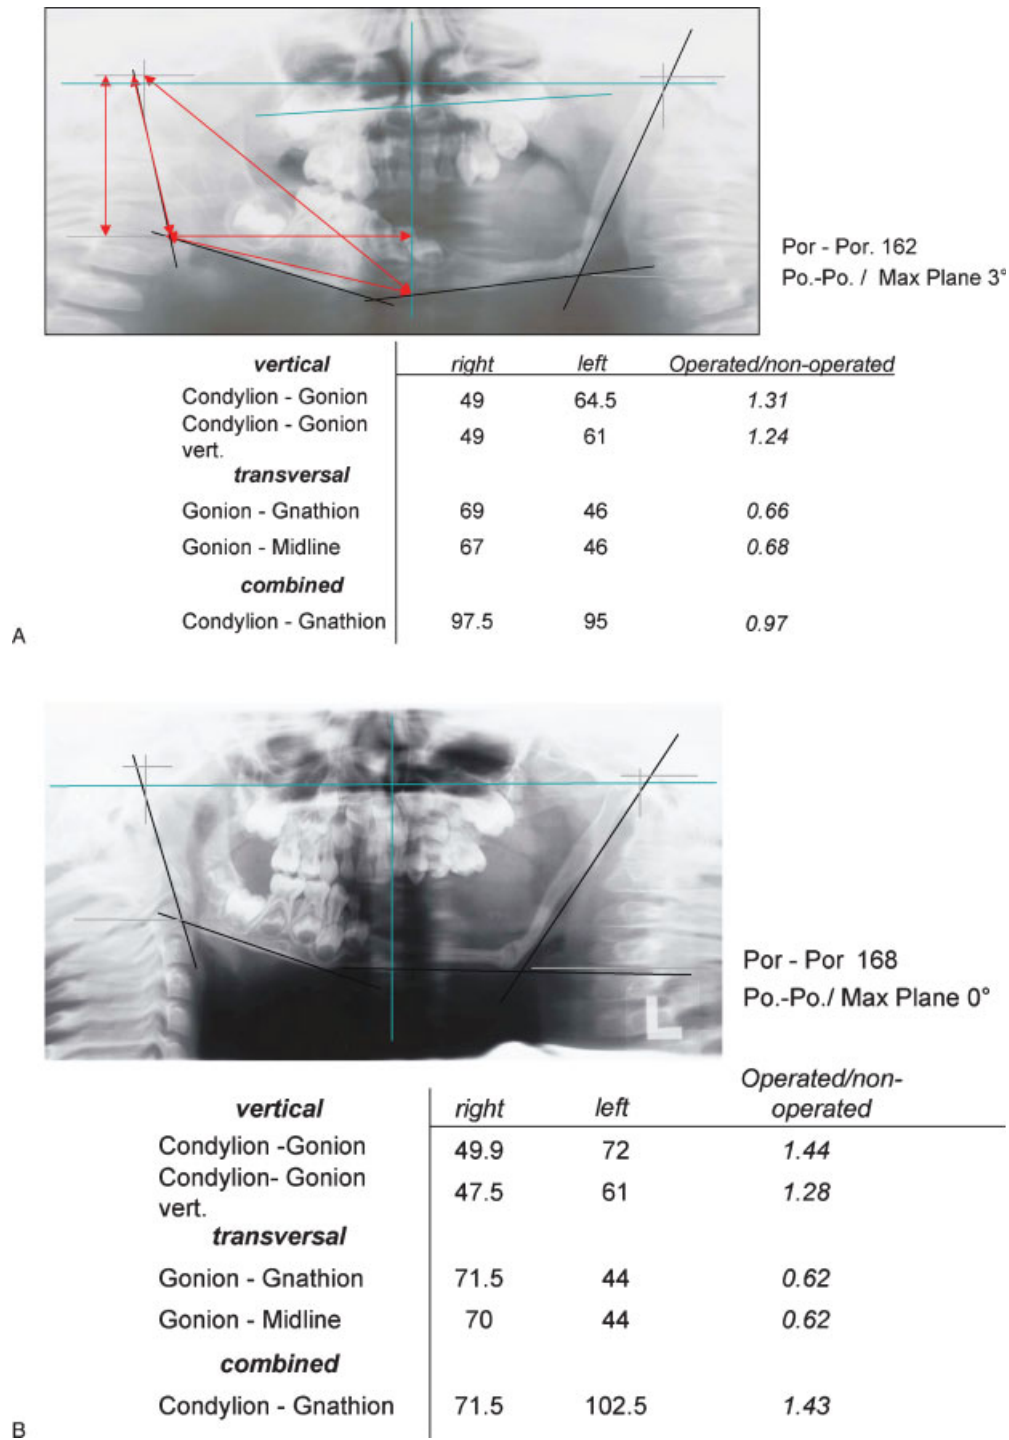 Por - Por. 162
Po.-Po. / Max Plane 3°
vertical right left Operated/non-operated
Condylion - Gonion 49 64.5 1.31
Condylion - Gonion vert. 49 61 1.24
transversal
Gonion - Gnathion 69 46 0.66
Gonion - Midline 67 46 0.68
combined
Condylion - Gnathion 97.5 95 0.97
A
L
Por - Por 168
Po.-Po./ Max Plane 0°
vertical right left Operated/non-operated
Condylion -Gonion 49.9 72 1.44
Condylion- Gonion vert. 47.5 61 1.28
transversal
Gonion - Gnathion 71.5 44 0.62
Gonion - Midline 70 44 0.62
combined
Condylion - Gnathion 71.5 102.5 1.43
B